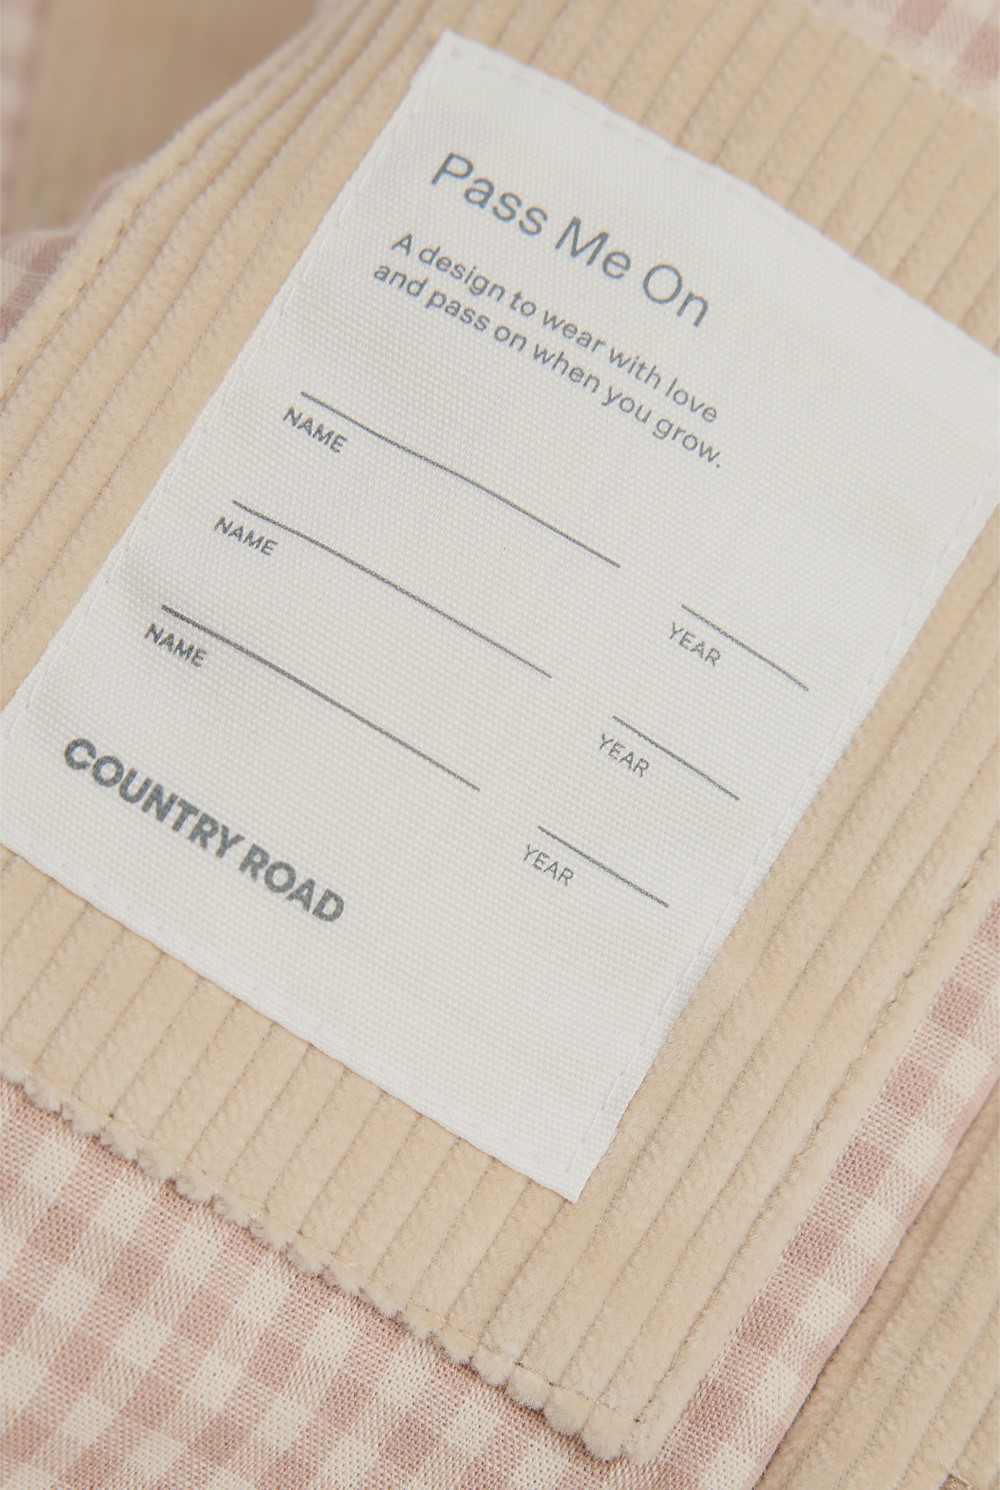 Pass Me On
A design to wear with love
and pass on when you grow.
NAME YEAR
NAME YEAR
NAME YEAR
COUNTRY ROAD